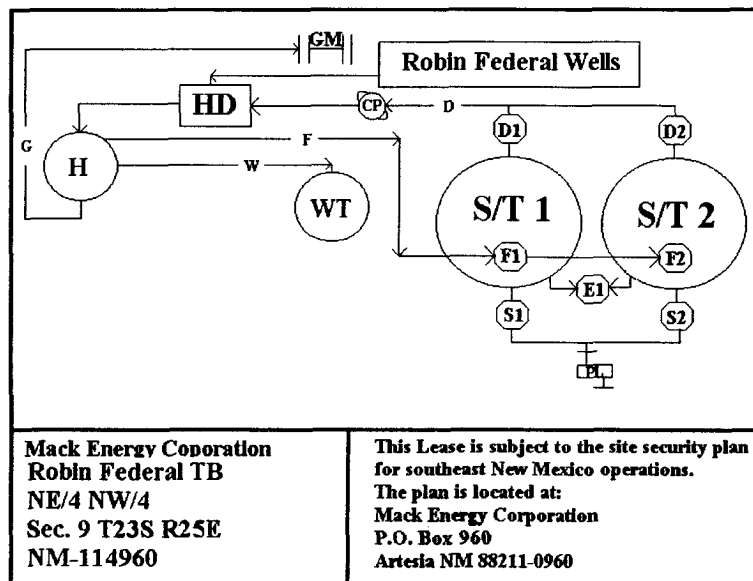 GM
Robin Federal Wells
HD
CP
D
D1
D2
G
H
F
W
WT
S/T 1
S/T 2
F1
F2
E1
S1
S2
PL
Mack Energy Coporation
Robin Federal TB
NE/4 NW/4
Sec. 9 T23S R25E
NM-114960
This Lease is subject to the site security plan
for southeast New Mexico operations.
The plan is located at:
Mack Energy Corporation
P.O. Box 960
Artesia NM 88211-0960